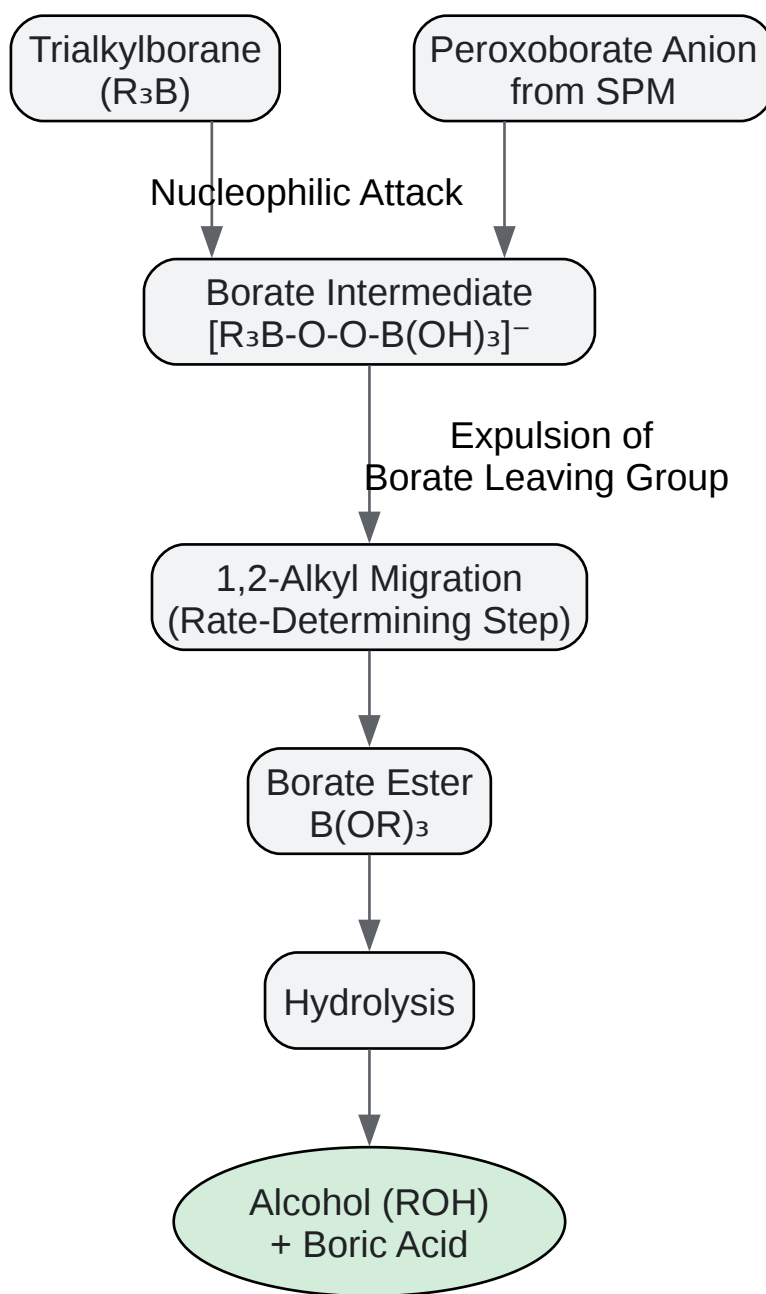 Trialkylborane
(R₃B)
Peroxoborate Anion
from SPM
Nucleophilic Attack
Borate Intermediate
[R₃B-O-O-B(OH)₃]⁻
Expulsion of
Borate Leaving Group
1,2-Alkyl Migration
(Rate-Determining Step)
Borate Ester
B(OR)₃
Hydrolysis
Alcohol (ROH)
+ Boric Acid